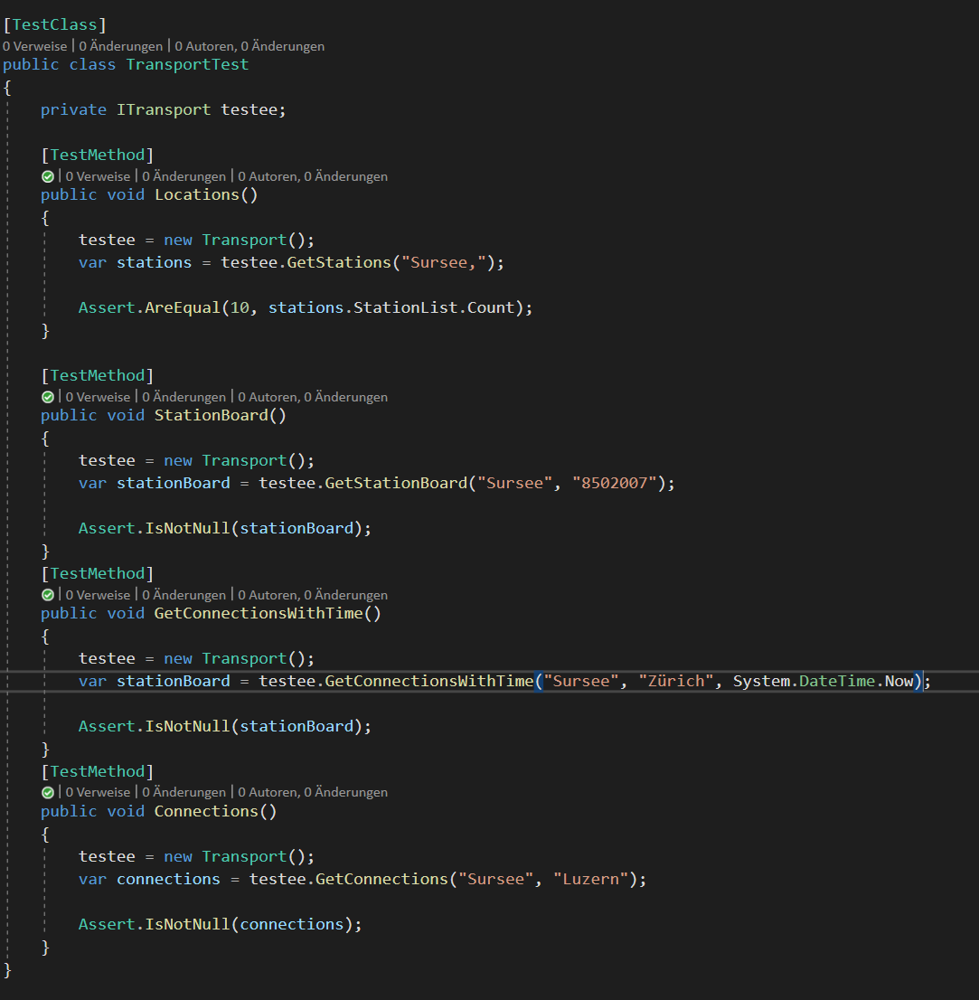 [TestClass]
0 Verweise | 0 Änderungen | 0 Autoren, 0 Änderungen
public class TransportTest
{
    private ITransport testee;

    [TestMethod]
    | 0 Verweise | 0 Änderungen | 0 Autoren, 0 Änderungen
    public void Locations()
    {
        testee = new Transport();
        var stations = testee.GetStations("Sursee,");

        Assert.AreEqual(10, stations.StationList.Count);
    }

    [TestMethod]
    | 0 Verweise | 0 Änderungen | 0 Autoren, 0 Änderungen
    public void StationBoard()
    {
        testee = new Transport();
        var stationBoard = testee.GetStationBoard("Sursee", "8502007");

        Assert.IsNotNull(stationBoard);
    }
    [TestMethod]
    | 0 Verweise | 0 Änderungen | 0 Autoren, 0 Änderungen
    public void GetConnectionsWithTime()
    {
        testee = new Transport();
        var stationBoard = testee.GetConnectionsWithTime("Sursee", "Zürich", System.DateTime.Now);

        Assert.IsNotNull(stationBoard);
    }
    [TestMethod]
    | 0 Verweise | 0 Änderungen | 0 Autoren, 0 Änderungen
    public void Connections()
    {
        testee = new Transport();
        var connections = testee.GetConnections("Sursee", "Luzern");

        Assert.IsNotNull(connections);
    }
}